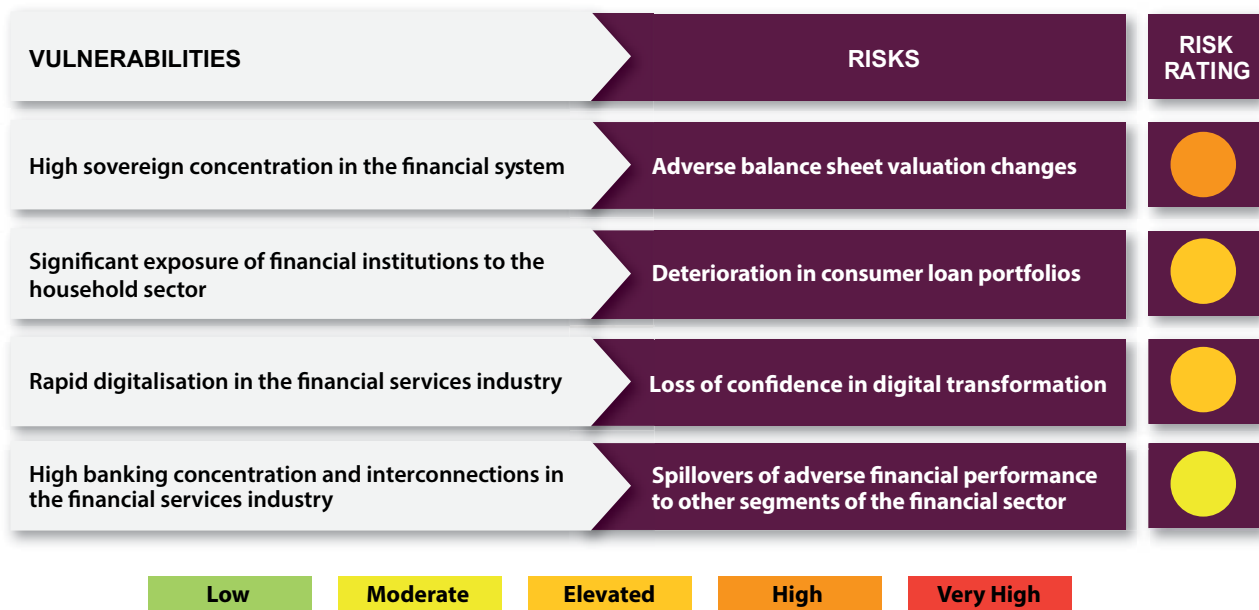 VULNERABILITIES
RISKS
RISK
RATING
High sovereign concentration in the financial system
Adverse balance sheet valuation changes
Significant exposure of financial institutions to the
household sector
Deterioration in consumer loan portfolios
Rapid digitalisation in the financial services industry
Loss of confidence in digital transformation
High banking concentration and interconnections in
the financial services industry
Spillovers of adverse financial performance
to other segments of the financial sector
Low
Moderate
Elevated
High
Very High